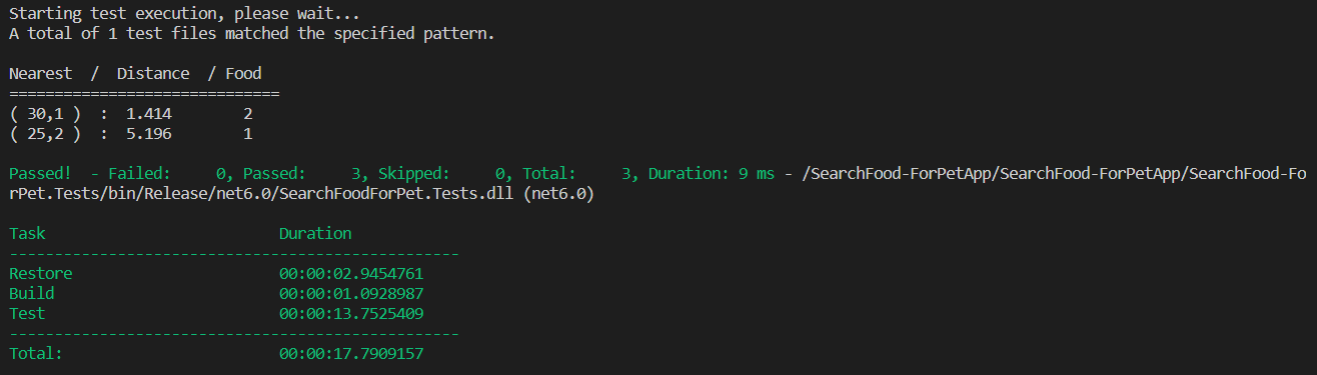 Starting test execution, please wait...
A total of 1 test files matched the specified pattern.
Nearest  /  Distance  / Food
==============================
( 30,1 )  :  1.414        2
( 25,2 )  :  5.196        1
Passed!  - Failed:     0, Passed:     3, Skipped:     0, Total:     3, Duration: 9 ms - /SearchFood-ForPetApp/SearchFood-ForPetApp/SearchFood-Fo
rPet.Tests/bin/Release/net6.0/SearchFoodForPet.Tests.dll (net6.0)
Task                          Duration
--------------------------------------------------
Restore                       00:00:02.9454761
Build                         00:00:01.0928987
Test                          00:00:13.7525409
--------------------------------------------------
Total:                        00:00:17.7909157